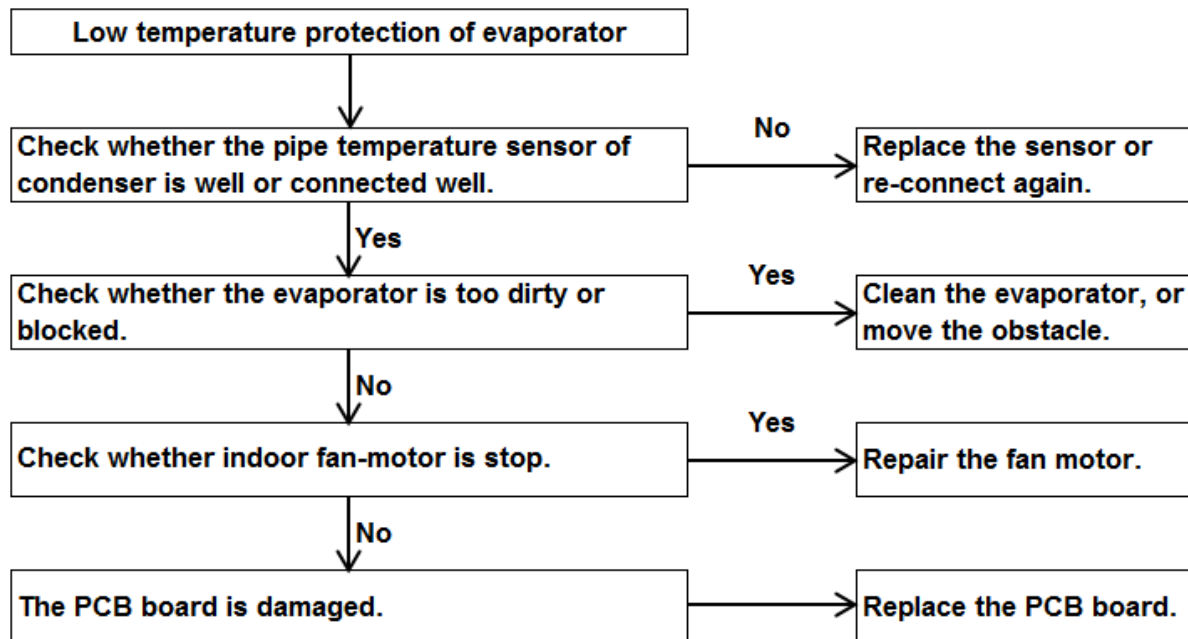 Low temperature protection of evaporator
Check whether the pipe temperature sensor of
condenser is well or connected well.
No
Replace the sensor or
re-connect again.
Yes
Check whether the evaporator is too dirty or
blocked.
Yes
Clean the evaporator, or
move the obstacle.
No
Check whether indoor fan-motor is stop.
Yes
Repair the fan motor.
No
The PCB board is damaged.
Replace the PCB board.